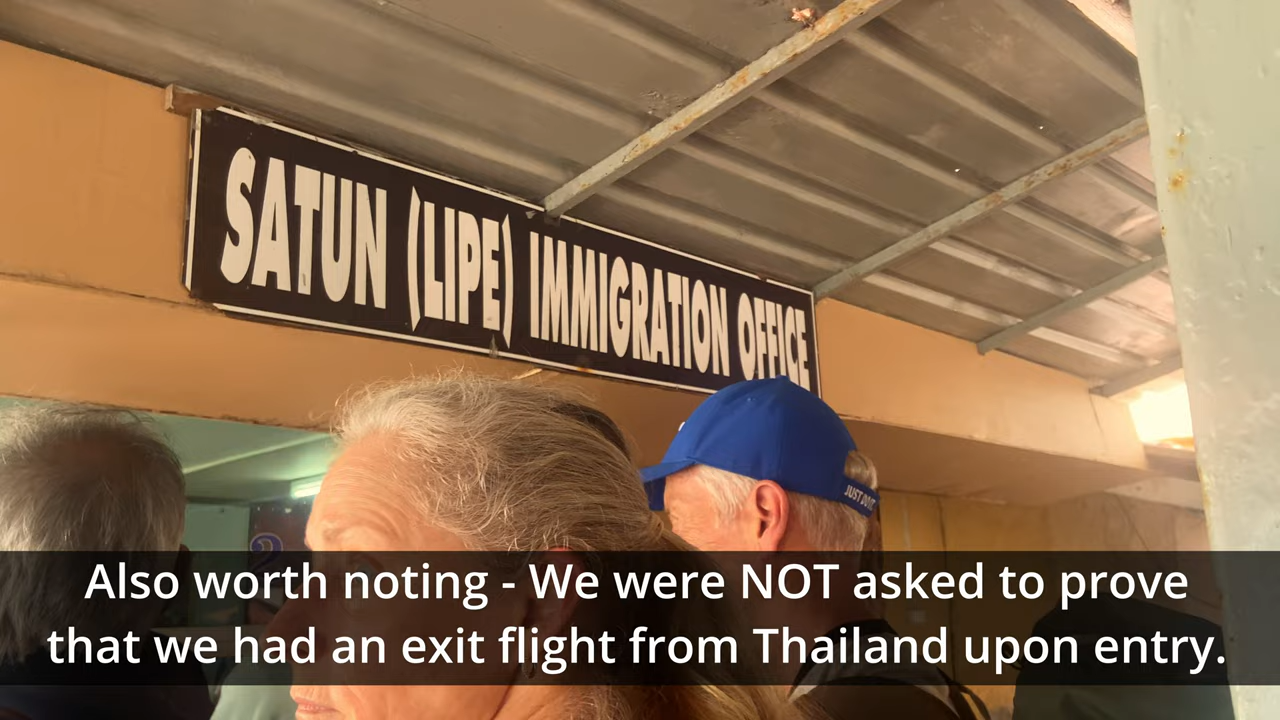 SATUN (LIPE) IMMIGRATION OFFICE
JUST DO IT
2
Also worth noting - We were NOT asked to prove
that we had an exit flight from Thailand upon entry.